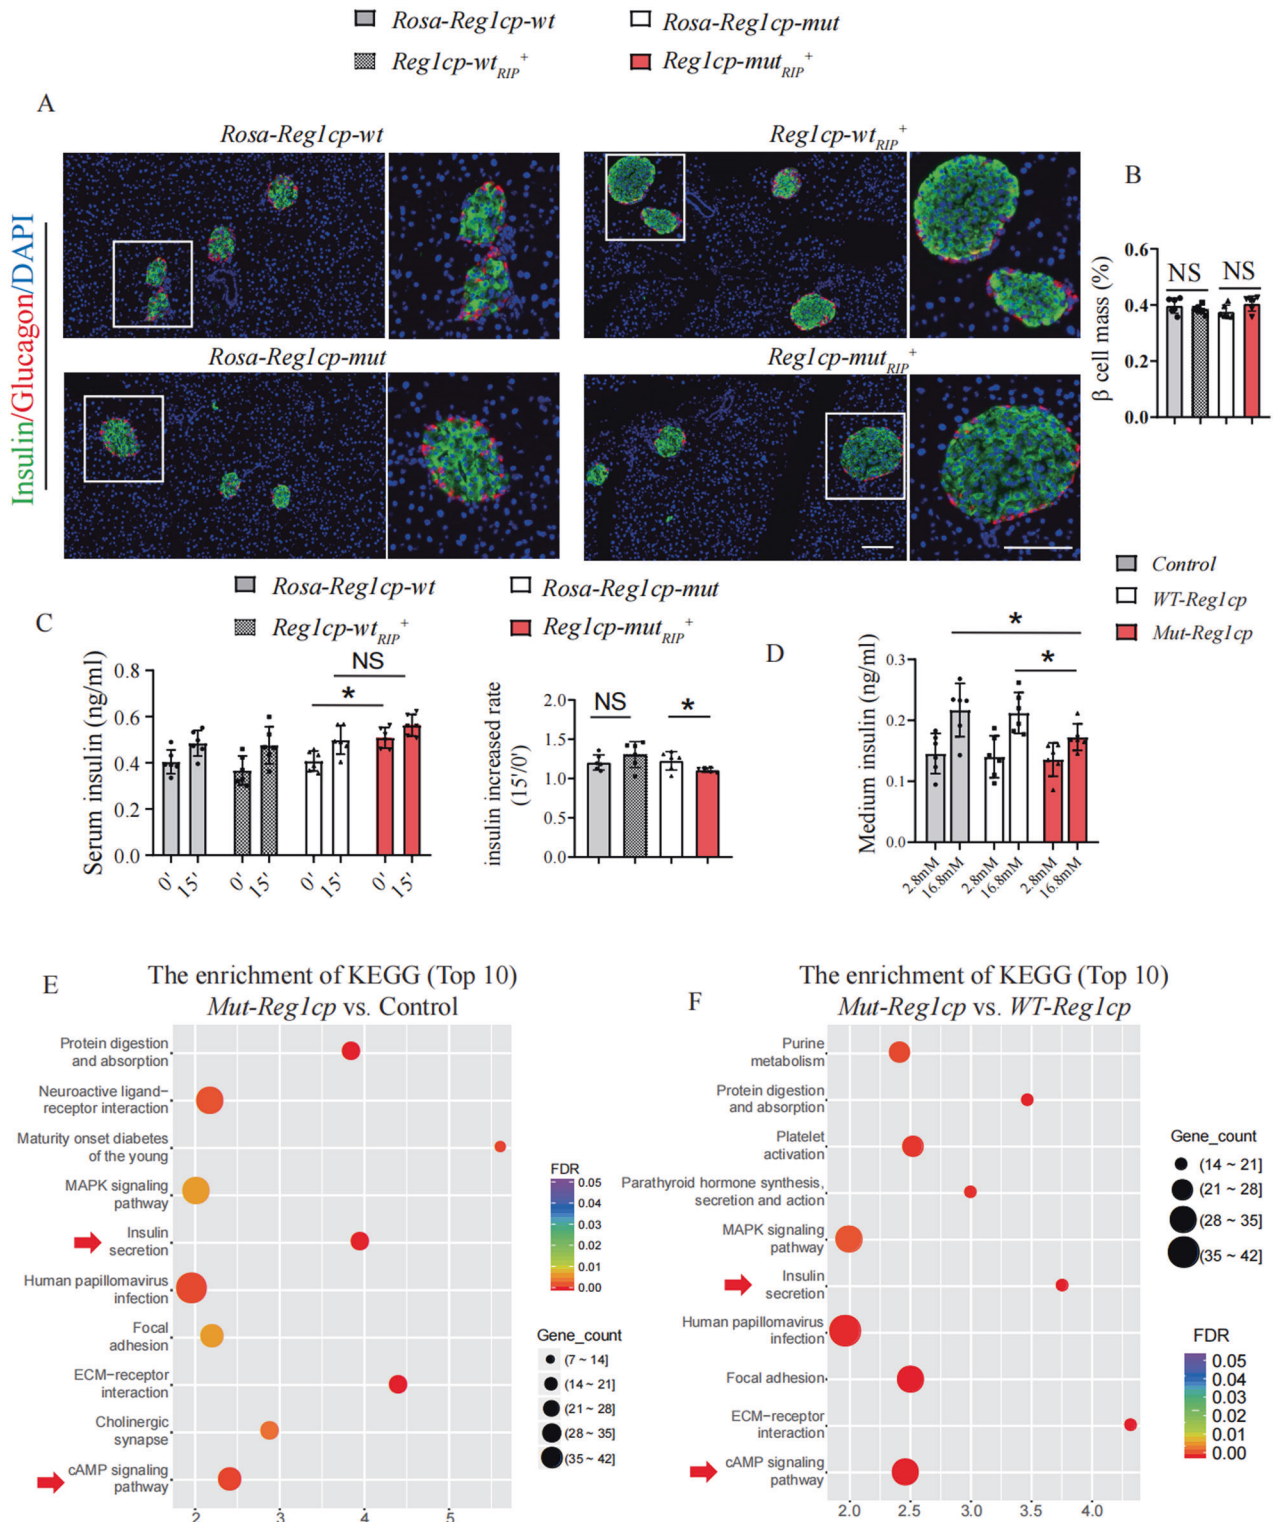 Rosa-Reg1cp-wt
Rosa-Reg1cp-mut
Reg1cp-wtRIP+
Reg1cp-mutRIP+
A
Rosa-Reg1cp-wt
Reg1cp-wtRIP+
Insulin/Glucagon/DAPI
Rosa-Reg1cp-mut
Reg1cp-mutRIP+
B
β cell mass (%)
0.6
0.4
0.2
0.0
NS
NS
Rosa-Reg1cp-wt
Rosa-Reg1cp-mut
Reg1cp-wtRIP+
Reg1cp-mutRIP+
C
Serum insulin (ng/ml)
0.8
0.6
0.4
0.2
0.0
NS
*
0'
15'
0'
15'
0'
15'
0'
15'
insulin increased rate
(15'/0')
2.0
1.5
1.0
0.5
0.0
NS
*
Control
WT-Reg1cp
Mut-Reg1cp
D
Medium insulin (ng/ml)
0.3
0.2
0.1
0.0
*
*
2.8mM
16.8mM
2.8mM
16.8mM
2.8mM
16.8mM
E
The enrichment of KEGG (Top 10)
Mut-Reg1cp vs. Control
Protein digestion
and absorption
Neuroactive ligand−
receptor interaction
Maturity onset diabetes
of the young
MAPK signaling
pathway
Insulin
secretion
Human papillomavirus
infection
Focal
adhesion
ECM−receptor
interaction
Cholinergic
synapse
cAMP signaling
pathway
2
3
4
5
FDR
0.05
0.04
0.03
0.02
0.01
0.00
Gene_count
(7 ~ 14]
(14 ~ 21]
(21 ~ 28]
(28 ~ 35]
(35 ~ 42]
F
The enrichment of KEGG (Top 10)
Mut-Reg1cp vs. WT-Reg1cp
Purine
metabolism
Protein digestion
and absorption
Platelet
activation
Parathyroid hormone synthesis,
secretion and action
MAPK signaling
pathway
Insulin
secretion
Human papillomavirus
infection
Focal adhesion
ECM−receptor
interaction
cAMP signaling
pathway
2.0
2.5
3.0
3.5
4.0
Gene_count
(14 ~ 21]
(21 ~ 28]
(28 ~ 35]
(35 ~ 42]
FDR
0.05
0.04
0.03
0.02
0.01
0.00